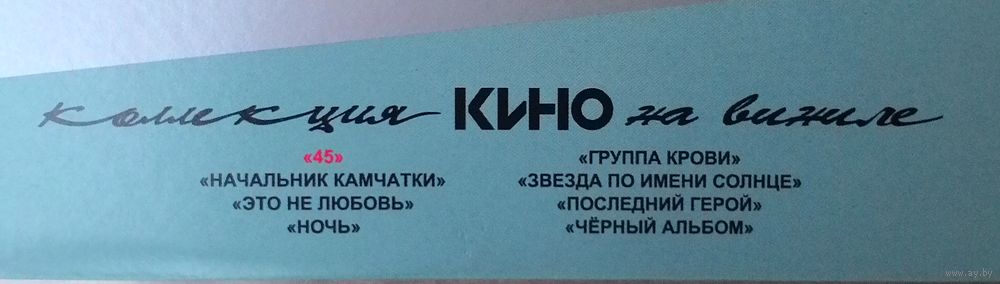 коллекция КИНО на виниле
«45»
«НАЧАЛЬНИК КАМЧАТКИ»
«ЭТО НЕ ЛЮБОВЬ»
«НОЧЬ»
«ГРУППА КРОВИ»
«ЗВЕЗДА ПО ИМЕНИ СОЛНЦЕ»
«ПОСЛЕДНИЙ ГЕРОЙ»
«ЧЁРНЫЙ АЛЬБОМ»
www.ay.by